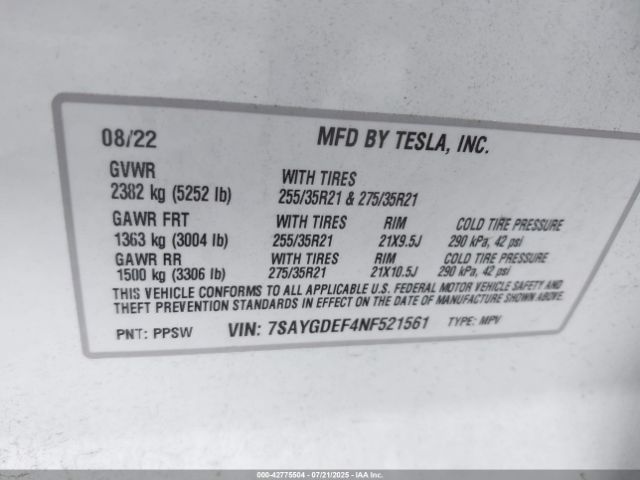 08/22 MFD BY TESLA, INC.
GVWR WITH TIRES
2382 kg (5252 lb) 255/35R21 & 275/35R21
GAWR FRT WITH TIRES RIM COLD TIRE PRESSURE
1363 kg (3004 lb) 255/35R21 21X9.5J 290 kPa, 42 psi
GAWR RR WITH TIRES RIM COLD TIRE PRESSURE
1500 kg (3306 lb) 275/35R21 21X10.5J 290 kPa, 42 psi
THIS VEHICLE CONFORMS TO ALL APPLICABLE U.S. FEDERAL MOTOR VEHICLE SAFETY AND
THEFT PREVENTION STANDARDS IN EFFECT ON THE DATE OF MANUFACTURE SHOWN ABOVE.
PNT: PPSW VIN: 7SAYGDEF4NF521561 TYPE: MPV
000-42775504 - 07/21/2025 - IAAI.COM